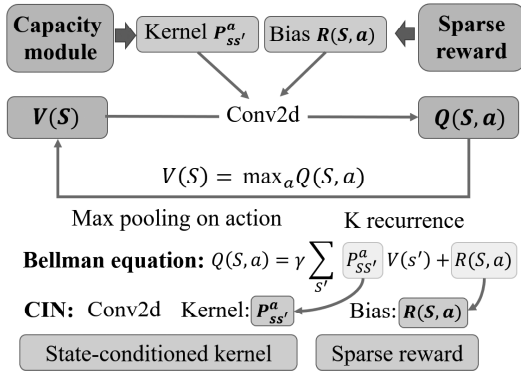 Capacity module
Kernel P^a_{ss'}
Bias R(S, a)
Sparse reward
V(S)
Conv2d
Q(S, a)
V(S) = max_a Q(S, a)
Max pooling on action
K recurrence
Bellman equation: Q(S, a) = γ ∑_{S'} P^a_{SS'} V(s') + R(S, a)
CIN: Conv2d Kernel: P^a_{ss'} Bias: R(S, a)
State-conditioned kernel
Sparse reward